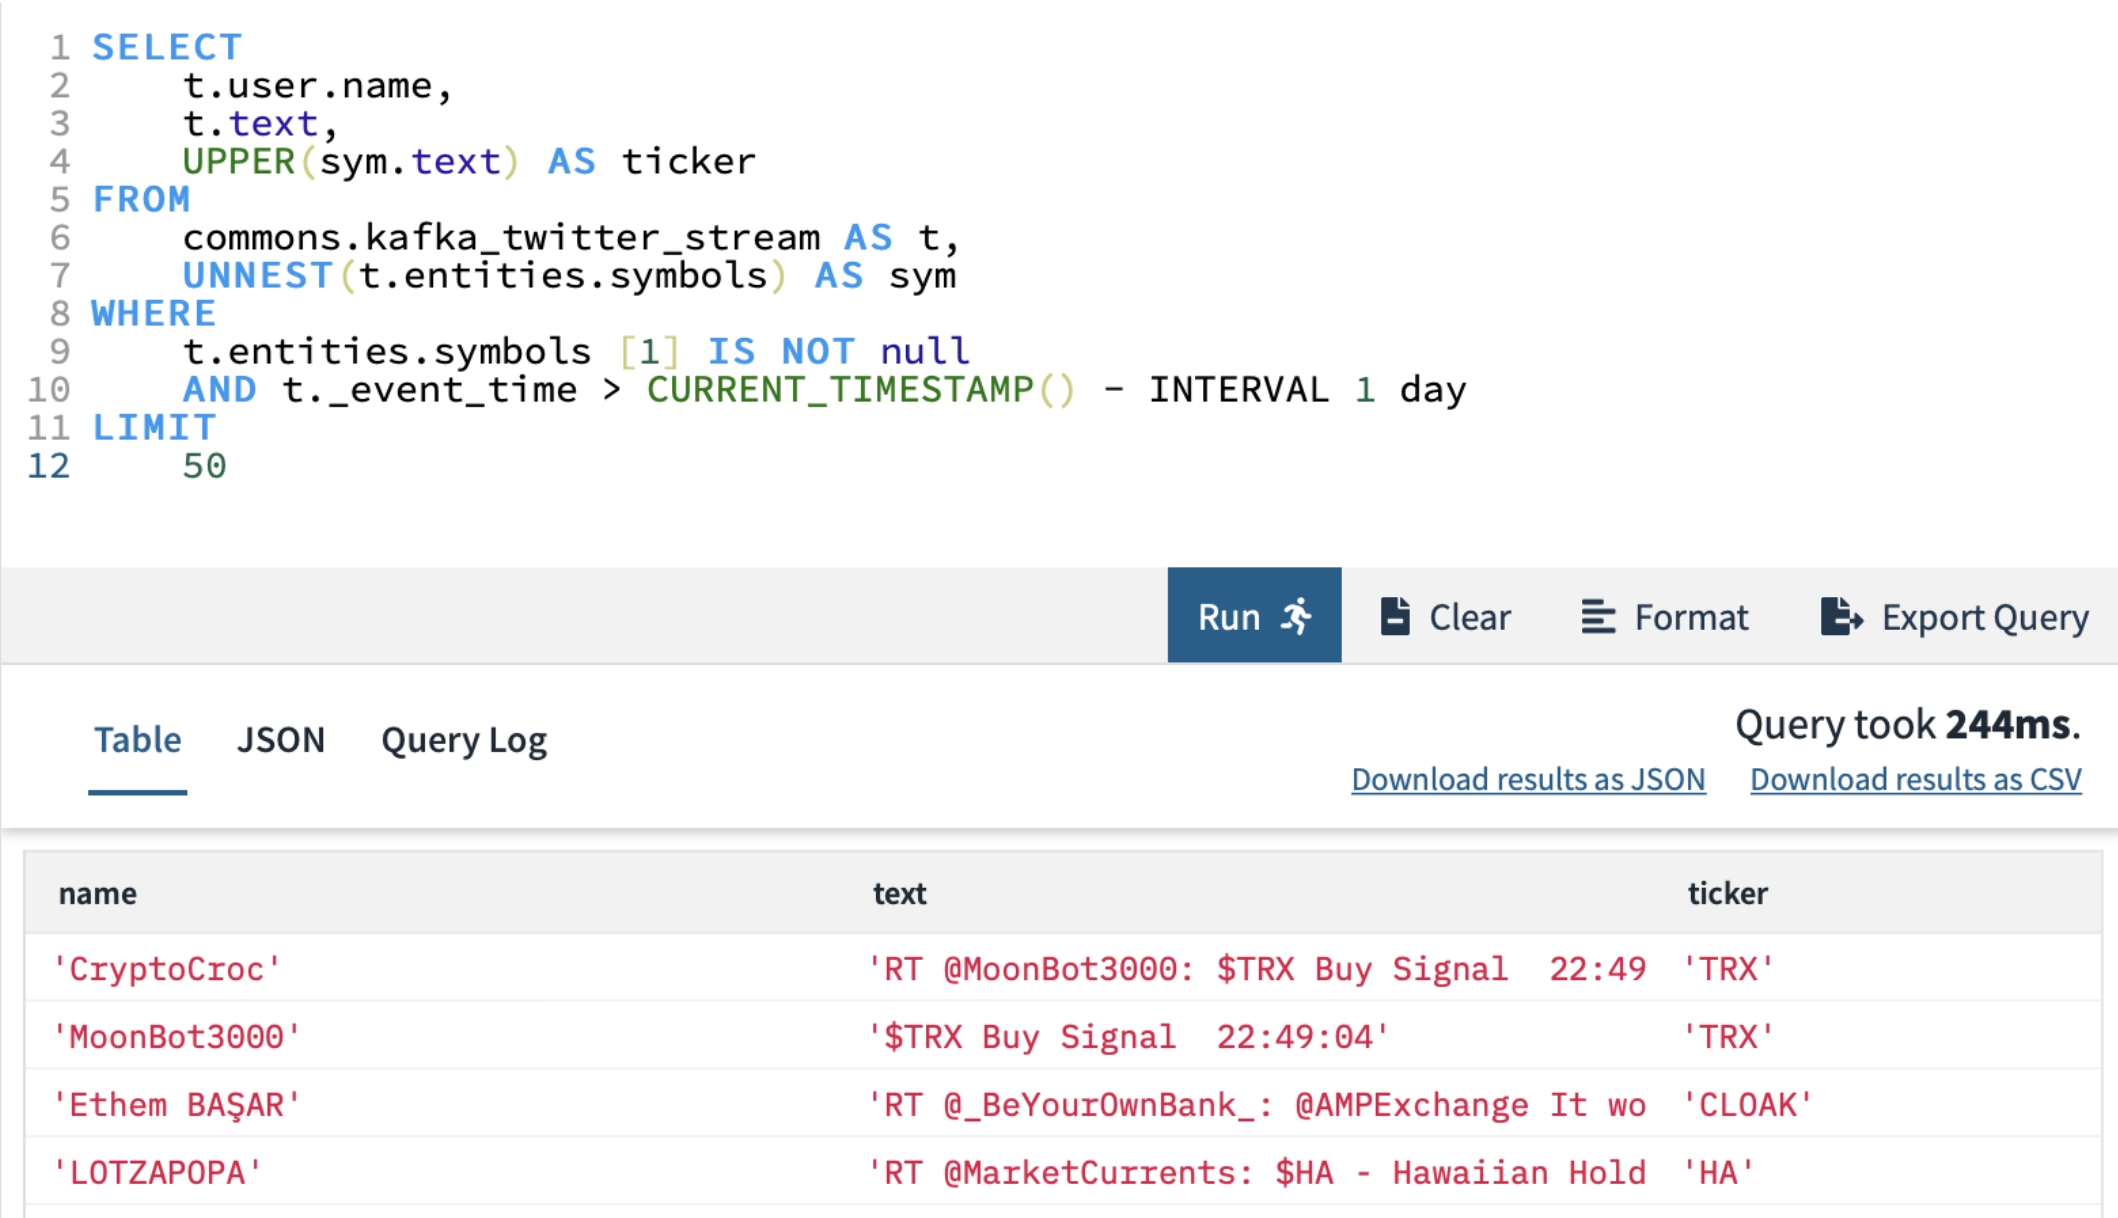 1 SELECT
2 t.user.name,
3 t.text,
4 UPPER(sym.text) AS ticker
5 FROM
6 commons.kafka_twitter_stream AS t,
7 UNNEST(t.entities.symbols) AS sym
8 WHERE
9 t.entities.symbols [1] IS NOT null
10 AND t._event_time > CURRENT_TIMESTAMP() - INTERVAL 1 day
11 LIMIT
12 50
Run Clear Format Export Query
Table JSON Query Log
Query took 244ms.
Download results as JSON Download results as CSV
name text ticker
'CryptoCroc' 'RT @MoonBot3000: $TRX Buy Signal  22:49 'TRX'
'MoonBot3000' '$TRX Buy Signal  22:49:04' 'TRX'
'Ethem BAŞAR' 'RT @_BeYourOwnBank_: @AMPExchange It wo 'CLOAK'
'LOTZAPOPA' 'RT @MarketCurrents: $HA - Hawaiian Hold 'HA'